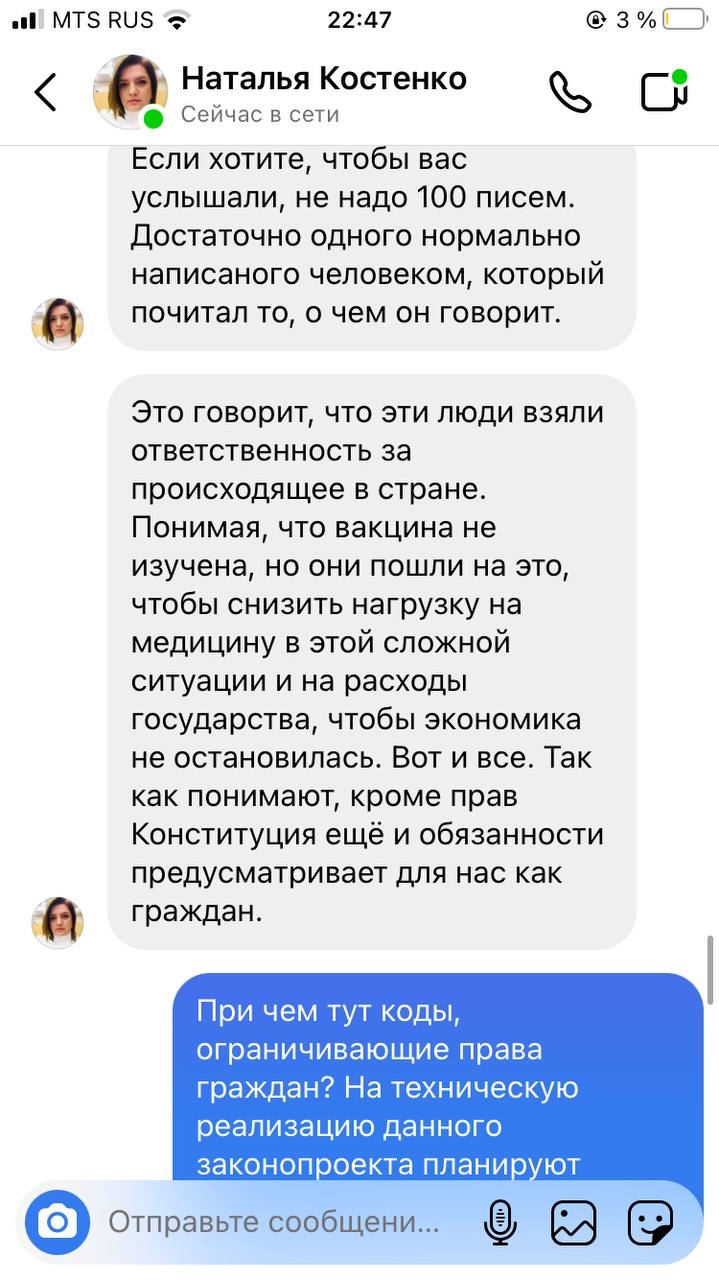 MTS RUS 22:47 3 %
Наталья Костенко
Сейчас в сети
Если хотите, чтобы вас
услышали, не надо 100 писем.
Достаточно одного нормально
написаного человеком, который
почитал то, о чем он говорит.
Это говорит, что эти люди взяли
ответственность за
происходящее в стране.
Понимая, что вакцина не
изучена, но они пошли на это,
чтобы снизить нагрузку на
медицину в этой сложной
ситуации и на расходы
государства, чтобы экономика
не остановилась. Вот и все. Так
как понимают, кроме прав
Конституция ещё и обязанности
предусматривает для нас как
граждан.
При чем тут коды,
ограничивающие права
граждан? На техническую
реализацию данного
законопроекта планируют
Отправьте сообщени...